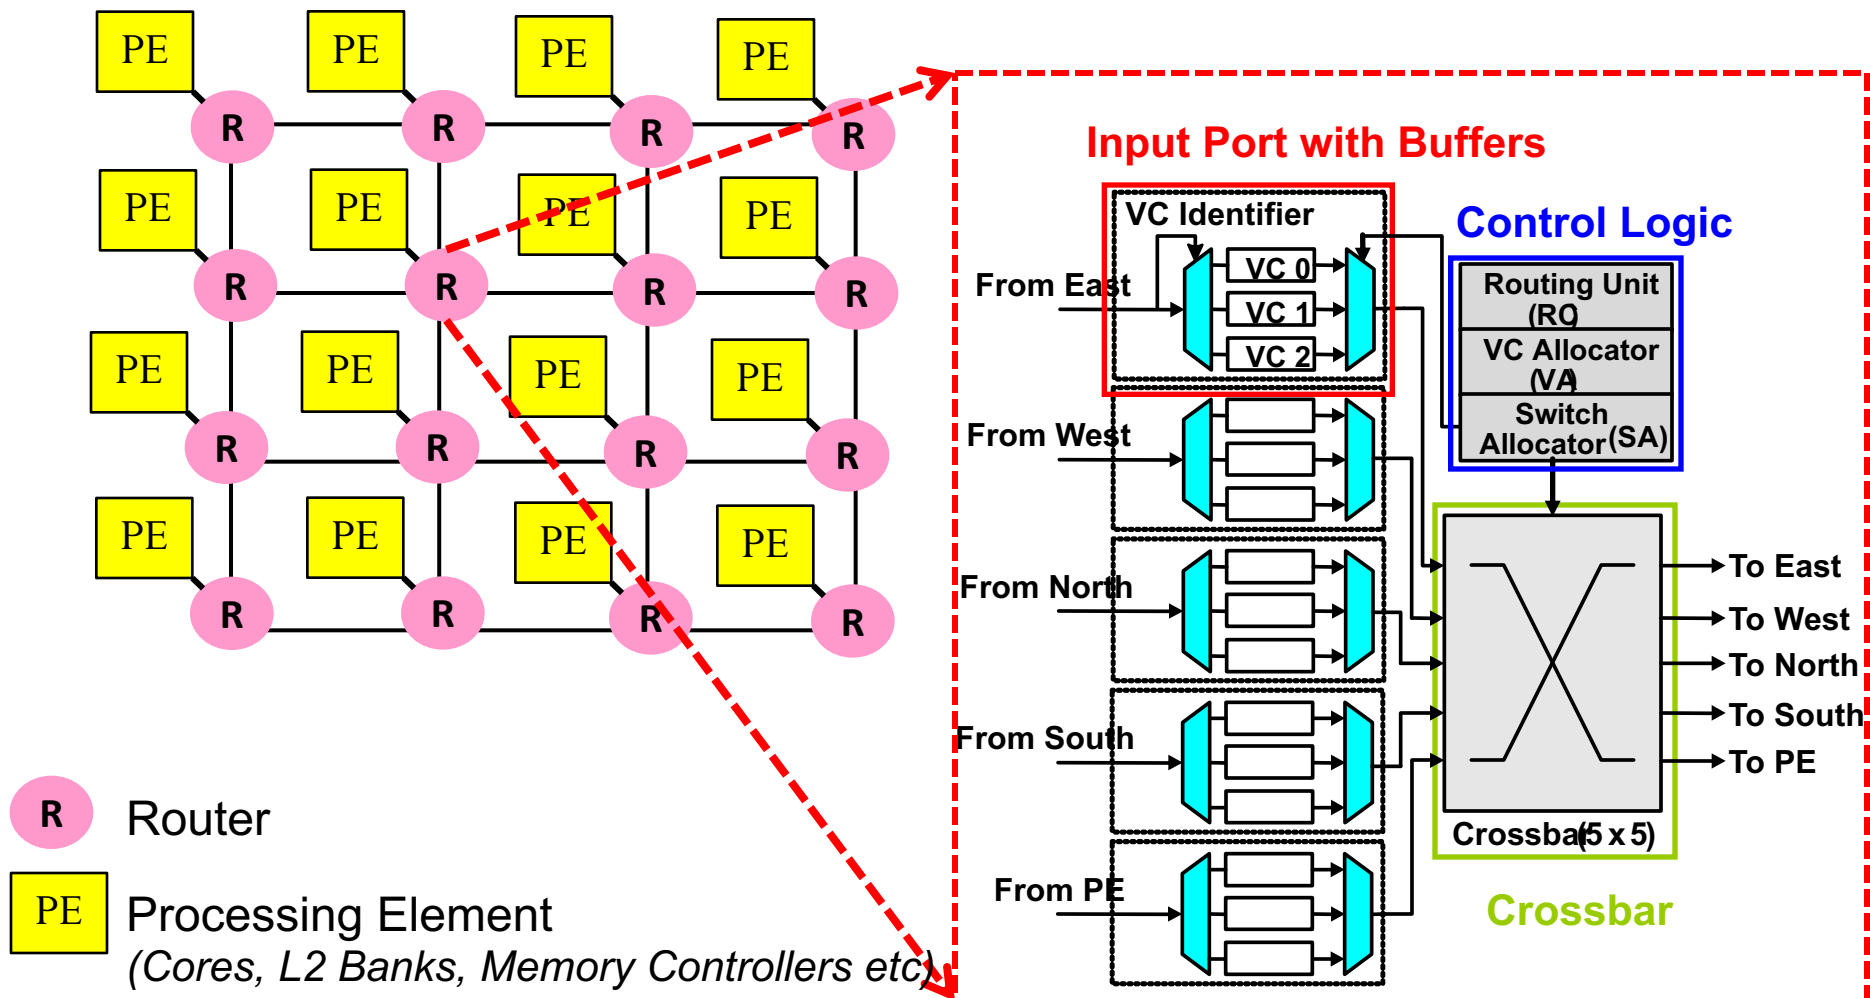 PE
PE
PE
PE
R
R
R
R
PE
PE
PE
PE
R
R
R
R
PE
PE
PE
PE
R
R
R
R
PE
PE
PE
PE
R
R
R
R
R
Router
PE
Processing Element
(Cores, L2 Banks, Memory Controllers etc)
Input Port with Buffers
VC Identifier
From East
VC 0
VC 1
VC 2
Control Logic
Routing Unit
(RC)
VC Allocator
(VA)
Switch
Allocator (SA)
From West
From North
From South
From PE
To East
To West
To North
To South
To PE
Crossbar (5 x 5)
Crossbar